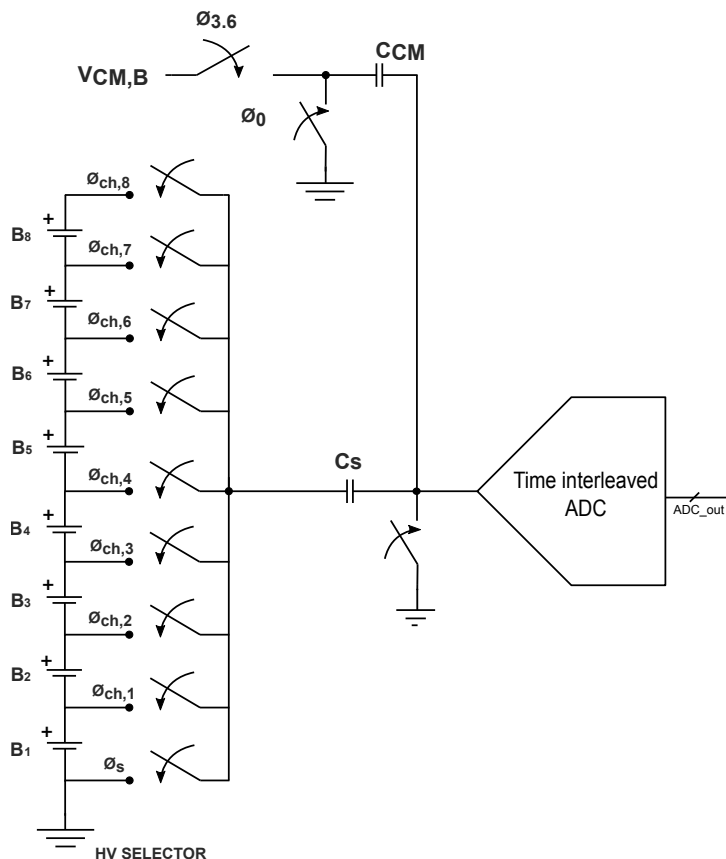 Ø3.6
VCM,B
CCM
Ø0
Øch,8
+
B8
Øch,7
+
B7
Øch,6
+
B6
Øch,5
+
B5
Øch,4
+
B4
Øch,3
+
B3
Øch,2
+
B2
Øch,1
+
B1
Øs
Cs
Time interleaved
ADC
ADC_out
HV SELECTOR